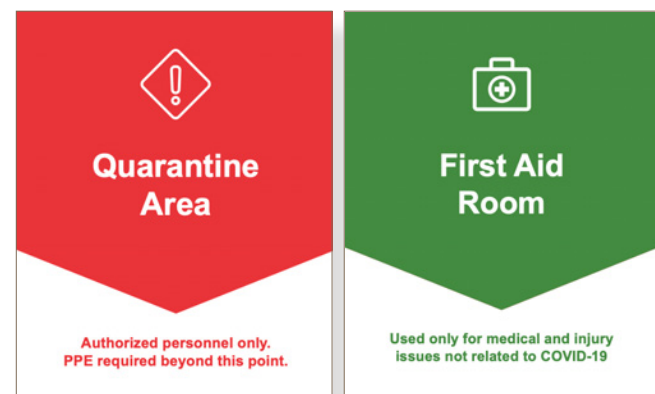 Quarantine
Area
Authorized personnel only.
PPE required beyond this point.
First Aid
Room
Used only for medical and injury
issues not related to COVID-19